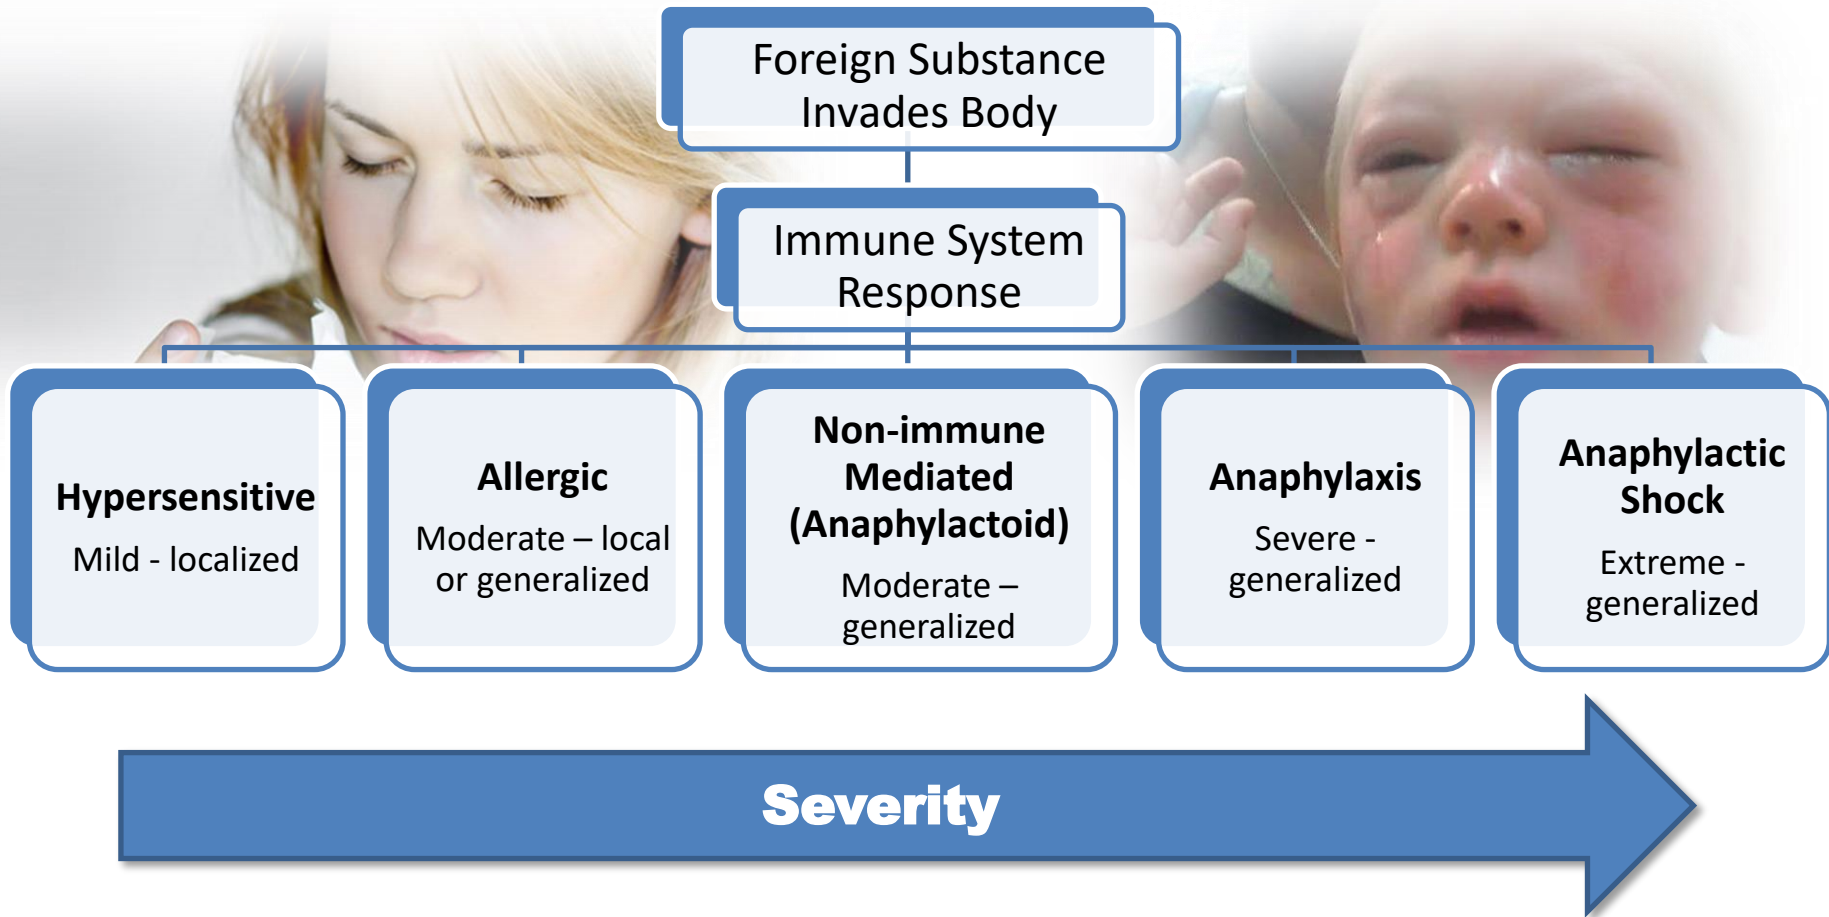 Foreign Substance
Invades Body
Immune System
Response
Hypersensitive
Mild - localized
Allergic
Moderate – local
or generalized
Non-immune
Mediated
(Anaphylactoid)
Moderate –
generalized
Anaphylaxis
Severe -
generalized
Anaphylactic
Shock
Extreme -
generalized
Severity